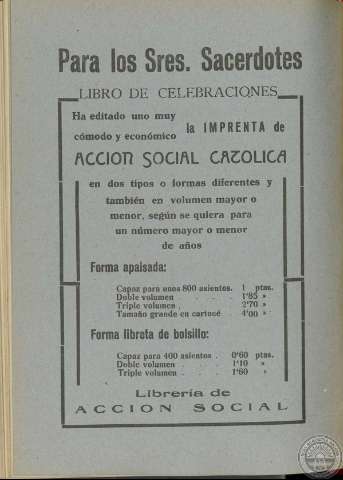 Para los Sres. Sacerdotes
LIBRO DE CELEBRACIONES
Ha editado uno muy
cómodo y económico
la IMPRENTA de
ACCION SOCIAL CATOLICA
en dos tipos o formas diferentes y
también en volumen mayor o
menor, según se quiera para
un número mayor o menor
de años
Forma apaisada:
Capaz para unos 800 asientos. 1 ptas.
Doble volumen . . . . 1'85 »
Triple volumen . . . . 2'70 »
Tamaño grande en cartoné . 4'00 »
Forma libreta de bolsillo:
Capaz para 400 asientos . 0'60 ptas.
Doble volumen . . . . 1'10 »
Triple volumen . . . . 1'60 »
Librería de
ACCION SOCIAL